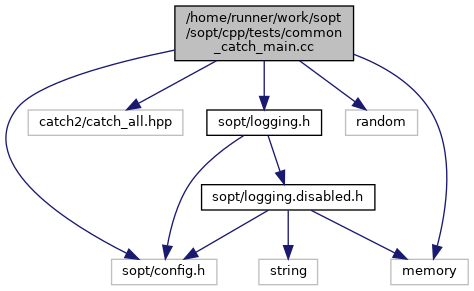 /home/runner/work/sopt
/sopt/cpp/tests/common
_catch_main.cc
catch2/catch_all.hpp
sopt/logging.h
random
sopt/logging.disabled.h
sopt/config.h
string
memory